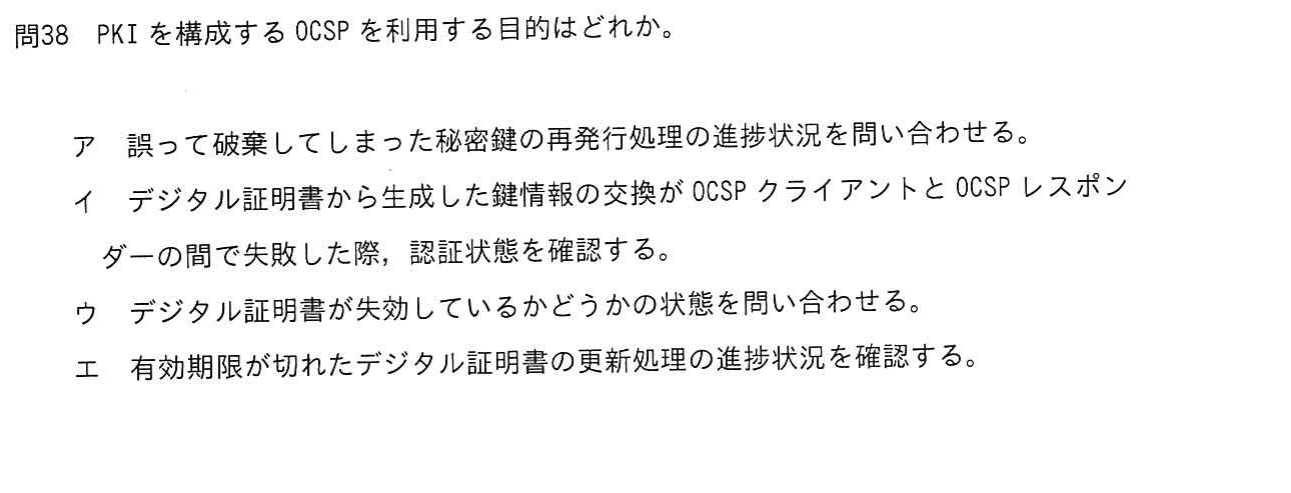 問38 PKI を構成する OCSP を利用する目的はどれか。
ア 誤って破棄してしまった秘密鍵の再発行処理の進捗状況を問い合わせる。
イ デジタル証明書から生成した鍵情報の交換が OCSP クライアントと OCSP レスポン
ダーの間で失敗した際，認証状態を確認する。
ウ デジタル証明書が失効しているかどうかの状態を問い合わせる。
エ 有効期限が切れたデジタル証明書の更新処理の進捗状況を確認する。